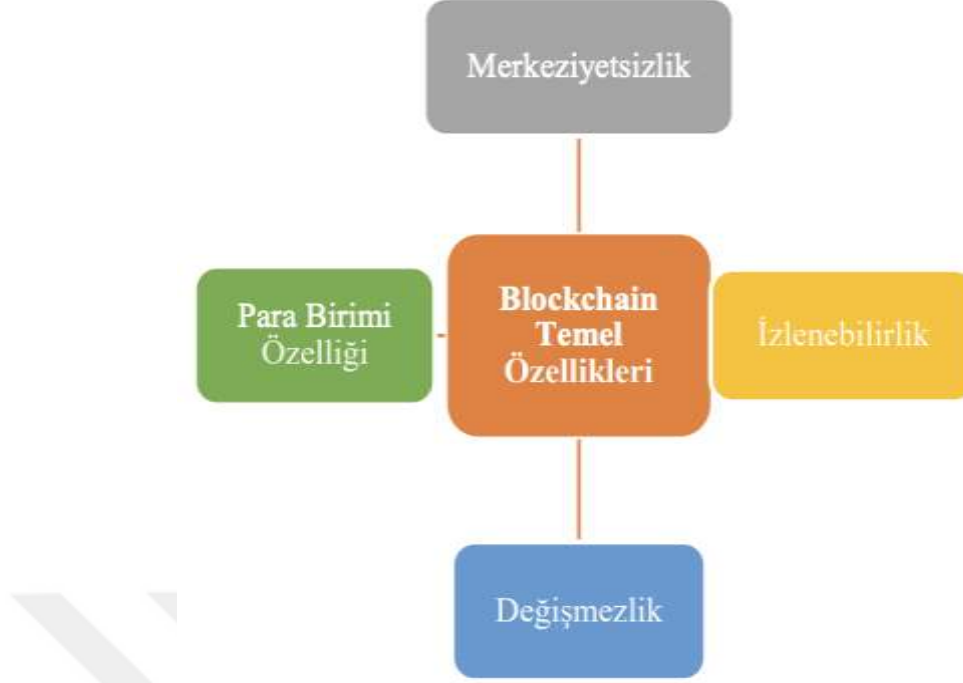 Merkeziyetsizlik
Para Birimi
Özelliği
Blockchain
Temel
Özellikleri
İzlenebilirlik
Değişmezlik